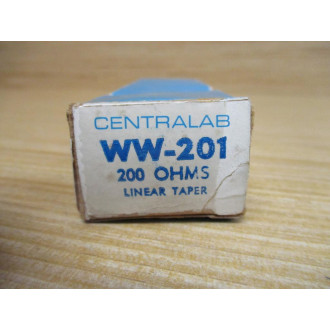 CENTRALAB
WW-201
200 OHMS
LINEAR TAPER